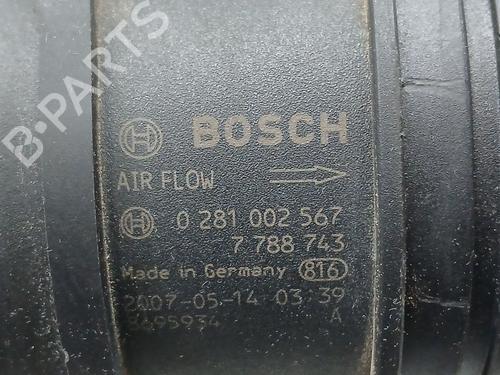 B-PARTS
BOSCH
AIR FLOW
0 281 002 567
7 788 743
Made in Germany 816
2007-05-14 03:39
8695934 A